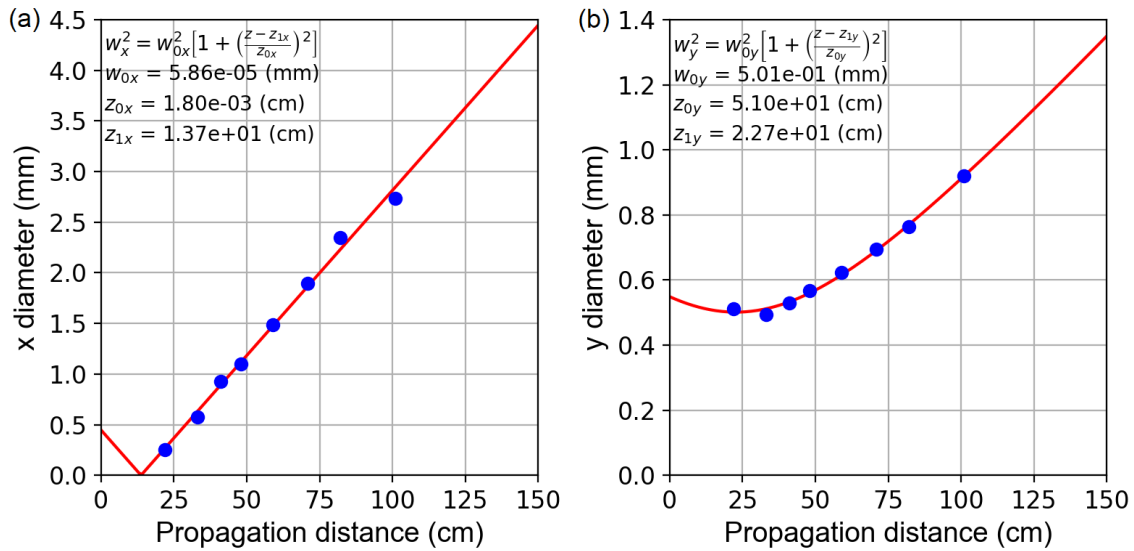 (a)
4.5
4.0
3.5
3.0
2.5
2.0
1.5
1.0
0.5
0.0
x diameter (mm)
w_x^2 = w_{0x}^2[1 + ((z−z_{1x})/z_{0x})^2]
w_{0x} = 5.86e-05 (mm)
z_{0x} = 1.80e-03 (cm)
z_{1x} = 1.37e+01 (cm)
0 25 50 75 100 125 150
Propagation distance (cm)
(b)
1.4
1.2
1.0
0.8
0.6
0.4
0.2
0.0
y diameter (mm)
w_y^2 = w_{0y}^2[1 + ((z−z_{1y})/z_{0y})^2]
w_{0y} = 5.01e-01 (mm)
z_{0y} = 5.10e+01 (cm)
z_{1y} = 2.27e+01 (cm)
0 25 50 75 100 125 150
Propagation distance (cm)